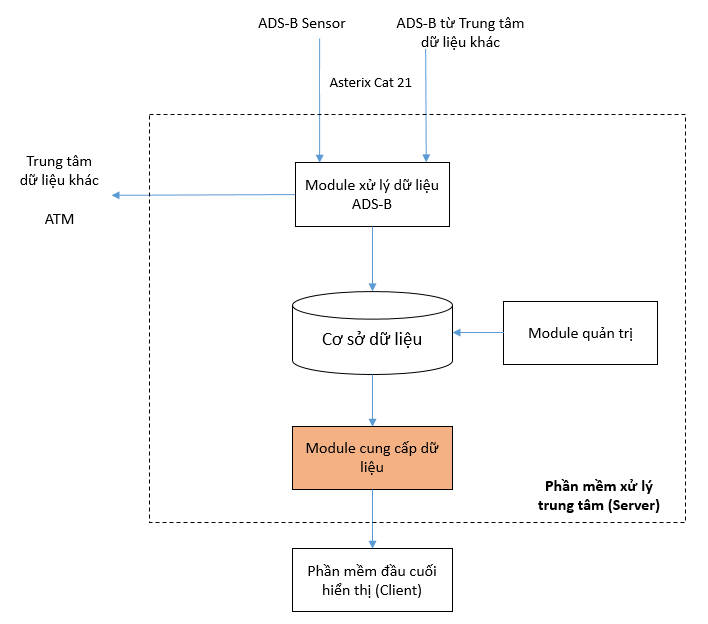 ADS-B Sensor
ADS-B từ Trung tâm
dữ liệu khác
Asterix Cat 21
Trung tâm
dữ liệu khác
ATM
Module xử lý dữ liệu
ADS-B
Cơ sở dữ liệu
Module quản trị
Module cung cấp dữ
liệu
Phần mềm xử lý
trung tâm (Server)
Phần mềm đầu cuối
hiển thị (Client)